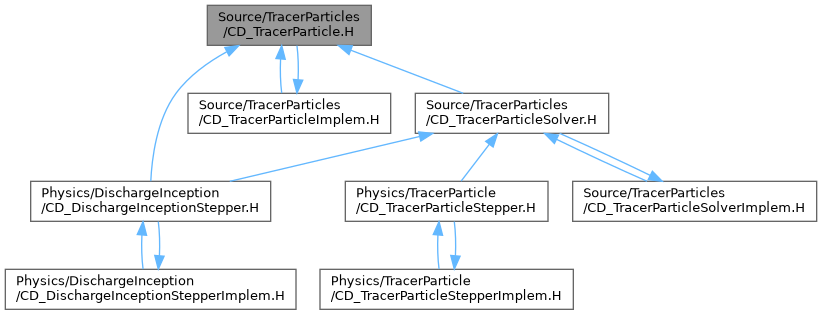 Source/TracerParticles
/CD_TracerParticle.H
Source/TracerParticles
/CD_TracerParticleImplem.H
Source/TracerParticles
/CD_TracerParticleSolver.H
Physics/DischargeInception
/CD_DischargeInceptionStepper.H
Physics/TracerParticle
/CD_TracerParticleStepper.H
Source/TracerParticles
/CD_TracerParticleSolverImplem.H
Physics/DischargeInception
/CD_DischargeInceptionStepperImplem.H
Physics/TracerParticle
/CD_TracerParticleStepperImplem.H